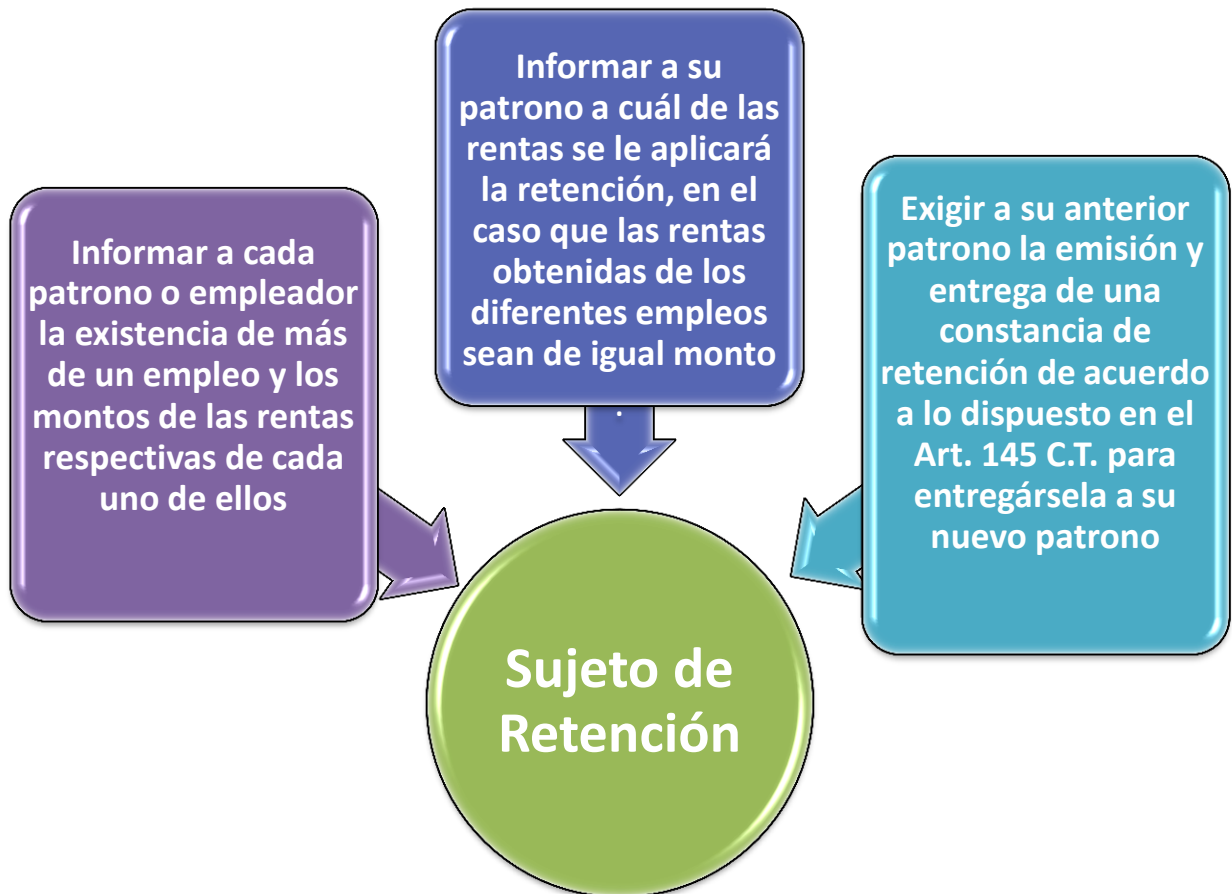 Informar a cada
patrono o empleador
la existencia de más
de un empleo y los
montos de las rentas
respectivas de cada
uno de ellos
Informar a su
patrono a cuál de las
rentas se le aplicará
la retención, en el
caso que las rentas
obtenidas de los
diferentes empleos
sean de igual monto
.
Exigir a su anterior
patrono la emisión y
entrega de una
constancia de
retención de acuerdo
a lo dispuesto en el
Art. 145 C.T. para
entregársela a su
nuevo patrono
Sujeto de
Retención